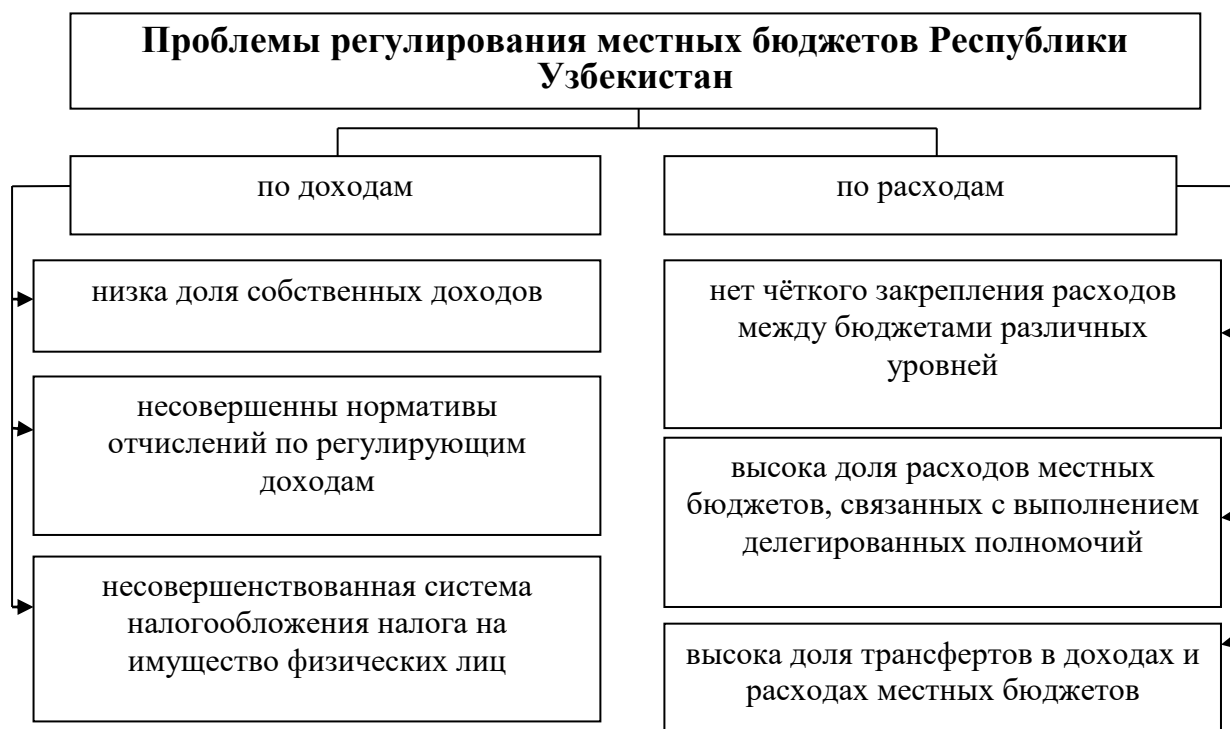 Проблемы регулирования местных бюджетов Республики
Узбекистан
по доходам
по расходам
низка доля собственных доходов
несовершенны нормативы
отчислений по регулирующим
доходам
несовершенствованная система
налогообложения налога на
имущество физических лиц
нет чёткого закрепления расходов
между бюджетами различных
уровней
высока доля расходов местных
бюджетов, связанных с выполнением
делегированных полномочий
высока доля трансфертов в доходах и
расходах местных бюджетов